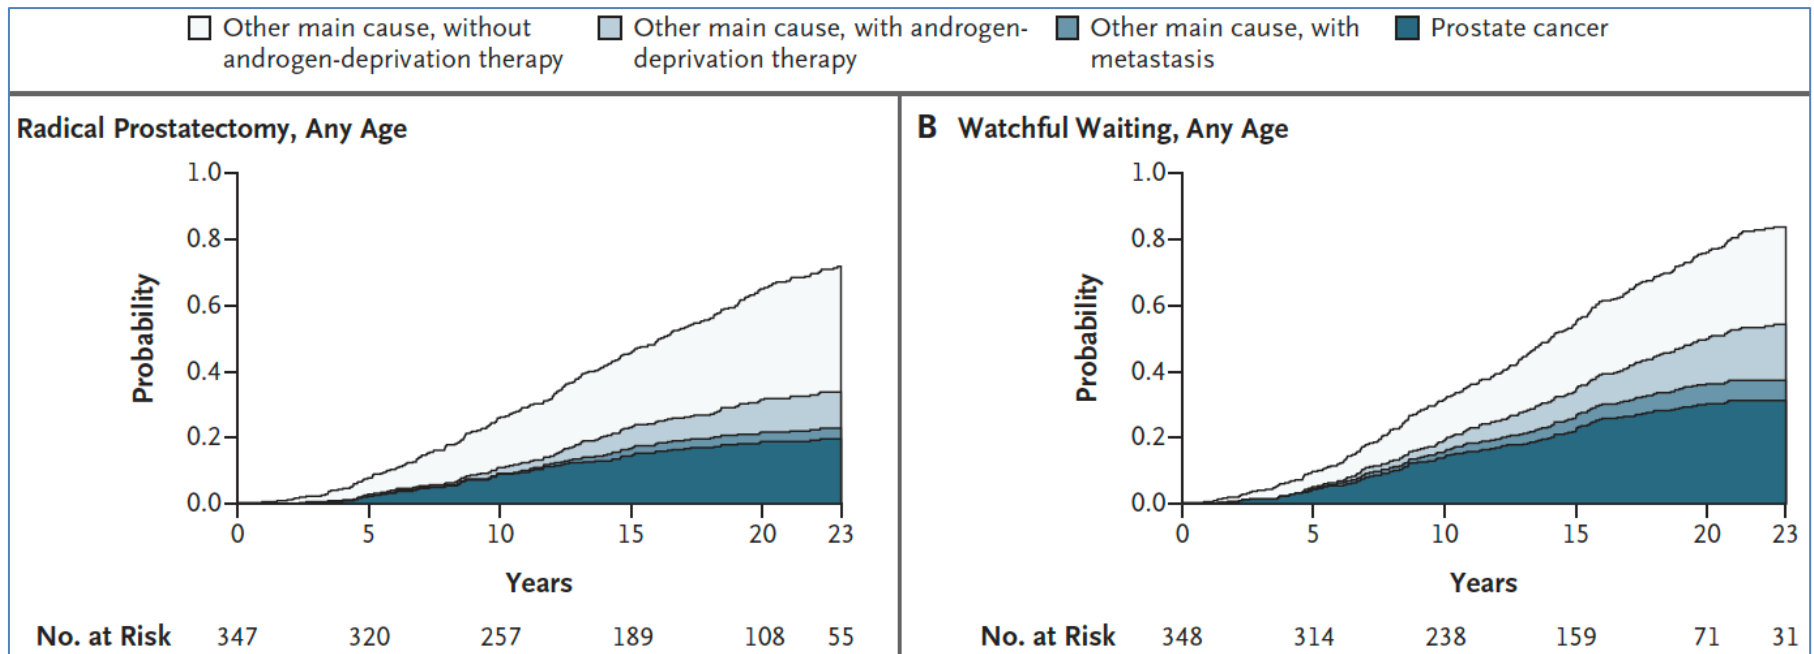 Other main cause, without
androgen-deprivation therapy
Other main cause, with androgen-
deprivation therapy
Other main cause, with
metastasis
Prostate cancer
Radical Prostatectomy, Any Age
1.0
0.8
0.6
0.4
0.2
0.0
Probability
0 5 10 15 20 23
Years
No. at Risk 347 320 257 189 108 55
B Watchful Waiting, Any Age
1.0
0.8
0.6
0.4
0.2
0.0
Probability
0 5 10 15 20 23
Years
No. at Risk 348 314 238 159 71 31